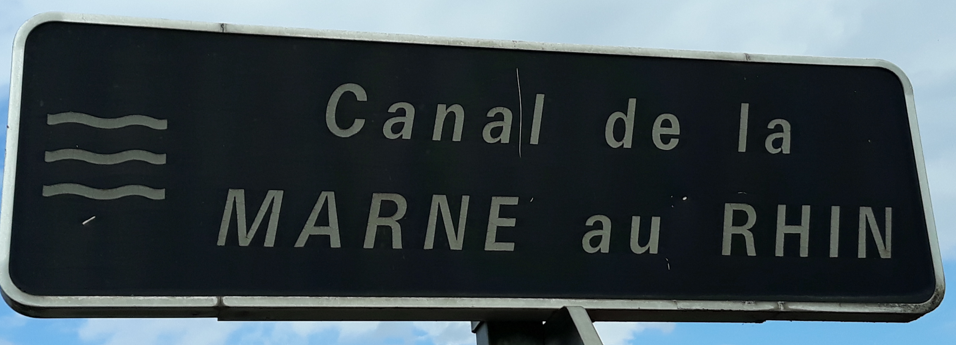 Canal de la
MARNE au RHIN